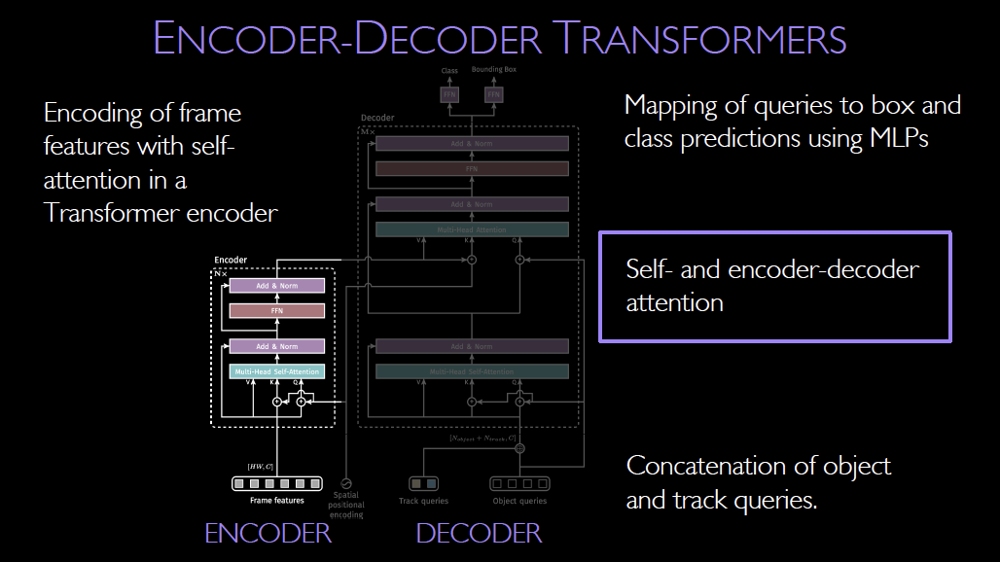 ENCODER-DECODER TRANSFORMERS
Encoding of frame
features with self-
attention in a
Transformer encoder
Class
Bounding Box
FFN
FFN
Decoder
M×
Add & Norm
FFN
Add & Norm
Multi-Head Attention
V
K
Q
Add & Norm
Multi-Head Self-Attention
V
K
Q
[N_object + N_track, C]
Track queries
Object queries
Encoder
N×
Add & Norm
FFN
Add & Norm
Multi-Head Self-Attention
V
K
Q
[HW, C]
Frame features
Spatial
positional
encoding
ENCODER
DECODER
Mapping of queries to box and
class predictions using MLPs
Self- and encoder-decoder
attention
Concatenation of object
and track queries.